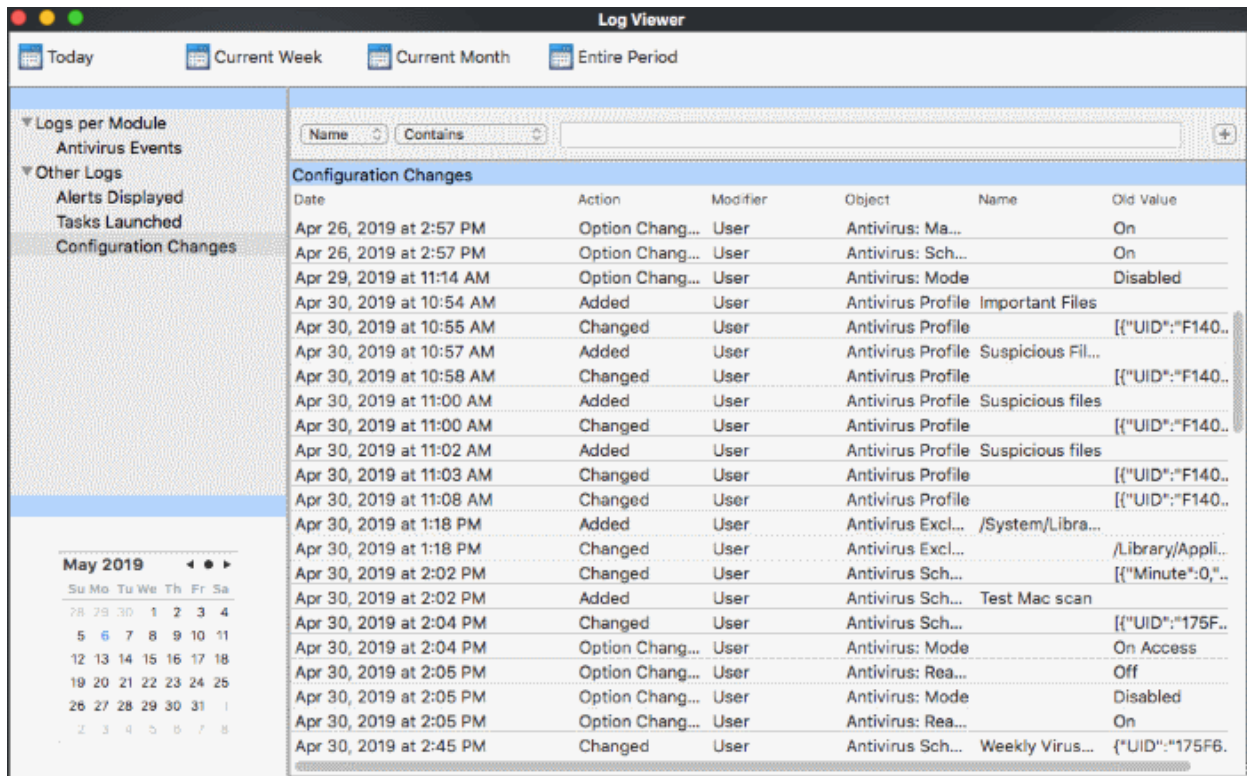 Log Viewer
Today Current Week Current Month Entire Period
Logs per Module
Antivirus Events
Other Logs
Alerts Displayed
Tasks Launched
Configuration Changes
Name Contains +
Configuration Changes
Date Action Modifier Object Name Old Value
Apr 26, 2019 at 2:57 PM Option Chang... User Antivirus: Ma... On
Apr 26, 2019 at 2:57 PM Option Chang... User Antivirus: Sch... On
Apr 29, 2019 at 11:14 AM Option Chang... User Antivirus: Mode Disabled
Apr 30, 2019 at 10:54 AM Added User Antivirus Profile Important Files
Apr 30, 2019 at 10:55 AM Changed User Antivirus Profile [{"UID":"F140..
Apr 30, 2019 at 10:57 AM Added User Antivirus Profile Suspicious Fil...
Apr 30, 2019 at 10:58 AM Changed User Antivirus Profile [{"UID":"F140..
Apr 30, 2019 at 11:00 AM Added User Antivirus Profile Suspicious files
Apr 30, 2019 at 11:00 AM Changed User Antivirus Profile [{"UID":"F140..
Apr 30, 2019 at 11:02 AM Added User Antivirus Profile Suspicious files
Apr 30, 2019 at 11:03 AM Changed User Antivirus Profile [{"UID":"F140..
Apr 30, 2019 at 11:08 AM Changed User Antivirus Profile [{"UID":"F140..
Apr 30, 2019 at 1:18 PM Added User Antivirus Excl... /System/Libra...
Apr 30, 2019 at 1:18 PM Changed User Antivirus Excl... /Library/Appli..
Apr 30, 2019 at 2:02 PM Changed User Antivirus Sch... [{"Minute":0,"..
Apr 30, 2019 at 2:02 PM Added User Antivirus Sch... Test Mac scan
Apr 30, 2019 at 2:04 PM Changed User Antivirus Sch... [{"UID":"175F..
Apr 30, 2019 at 2:04 PM Option Chang... User Antivirus: Mode On Access
Apr 30, 2019 at 2:05 PM Option Chang... User Antivirus: Rea... Off
Apr 30, 2019 at 2:05 PM Option Chang... User Antivirus: Mode Disabled
Apr 30, 2019 at 2:05 PM Option Chang... User Antivirus: Rea... On
Apr 30, 2019 at 2:45 PM Changed User Antivirus Sch... Weekly Virus... {"UID":"175F6.
May 2019
Su Mo Tu We Th Fr Sa
28 29 30 1 2 3 4
5 6 7 8 9 10 11
12 13 14 15 16 17 18
19 20 21 22 23 24 25
26 27 28 29 30 31 1
2 3 4 5 6 7 8